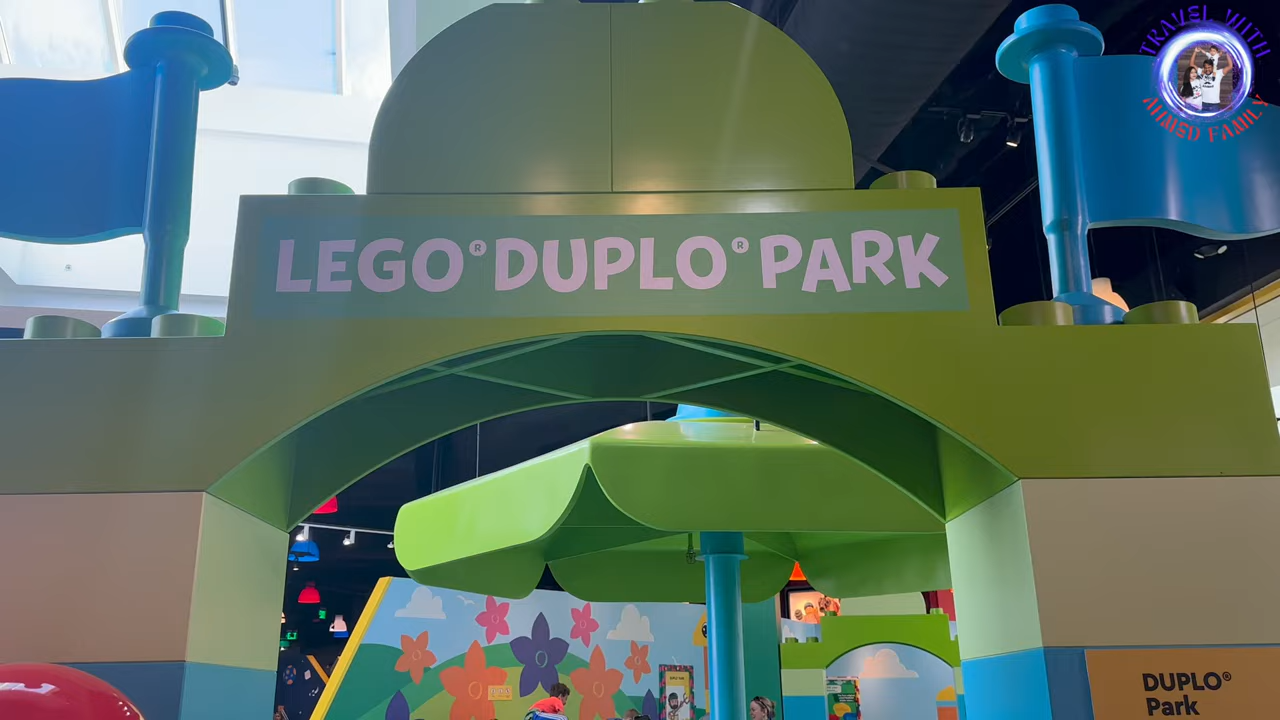 TRAVEL WITH
AHMED FAMILY
LEGO® DUPLO® PARK
DUPLO®
Park